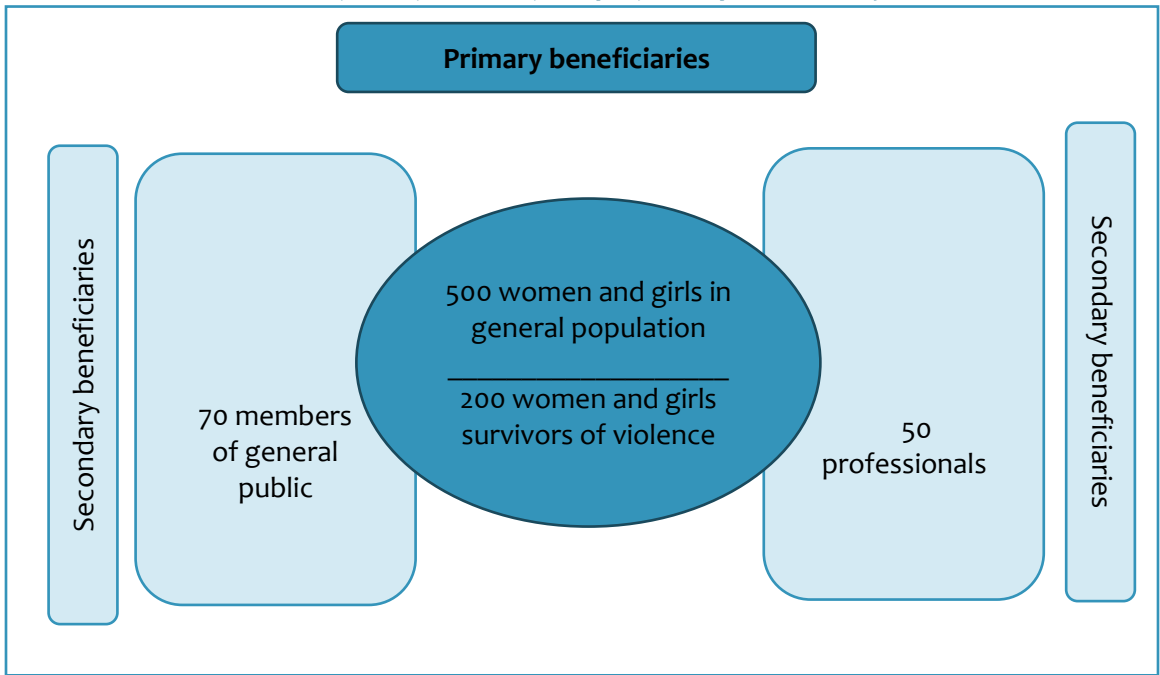 Primary beneficiaries
Secondary beneficiaries
70 members
of general
public
500 women and girls in
general population
200 women and girls
survivors of violence
50
professionals
Secondary beneficiaries